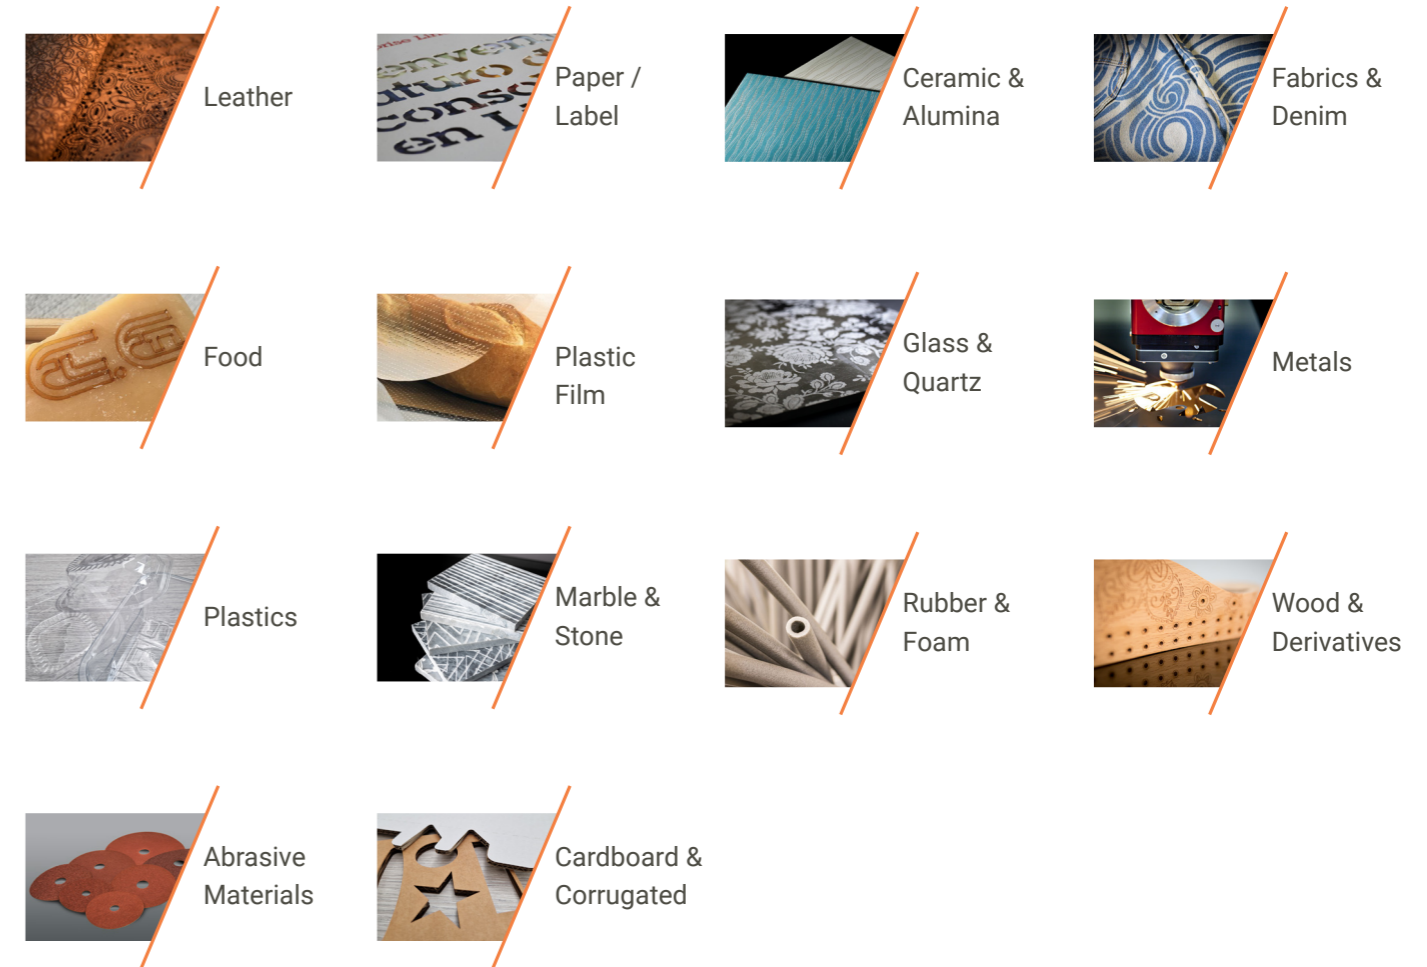 Leather
Paper /
Label
Ceramic &
Alumina
Fabrics &
Denim
Food
Plastic
Film
Glass &
Quartz
Metals
Plastics
Marble &
Stone
Rubber &
Foam
Wood &
Derivatives
Abrasive
Materials
Cardboard &
Corrugated